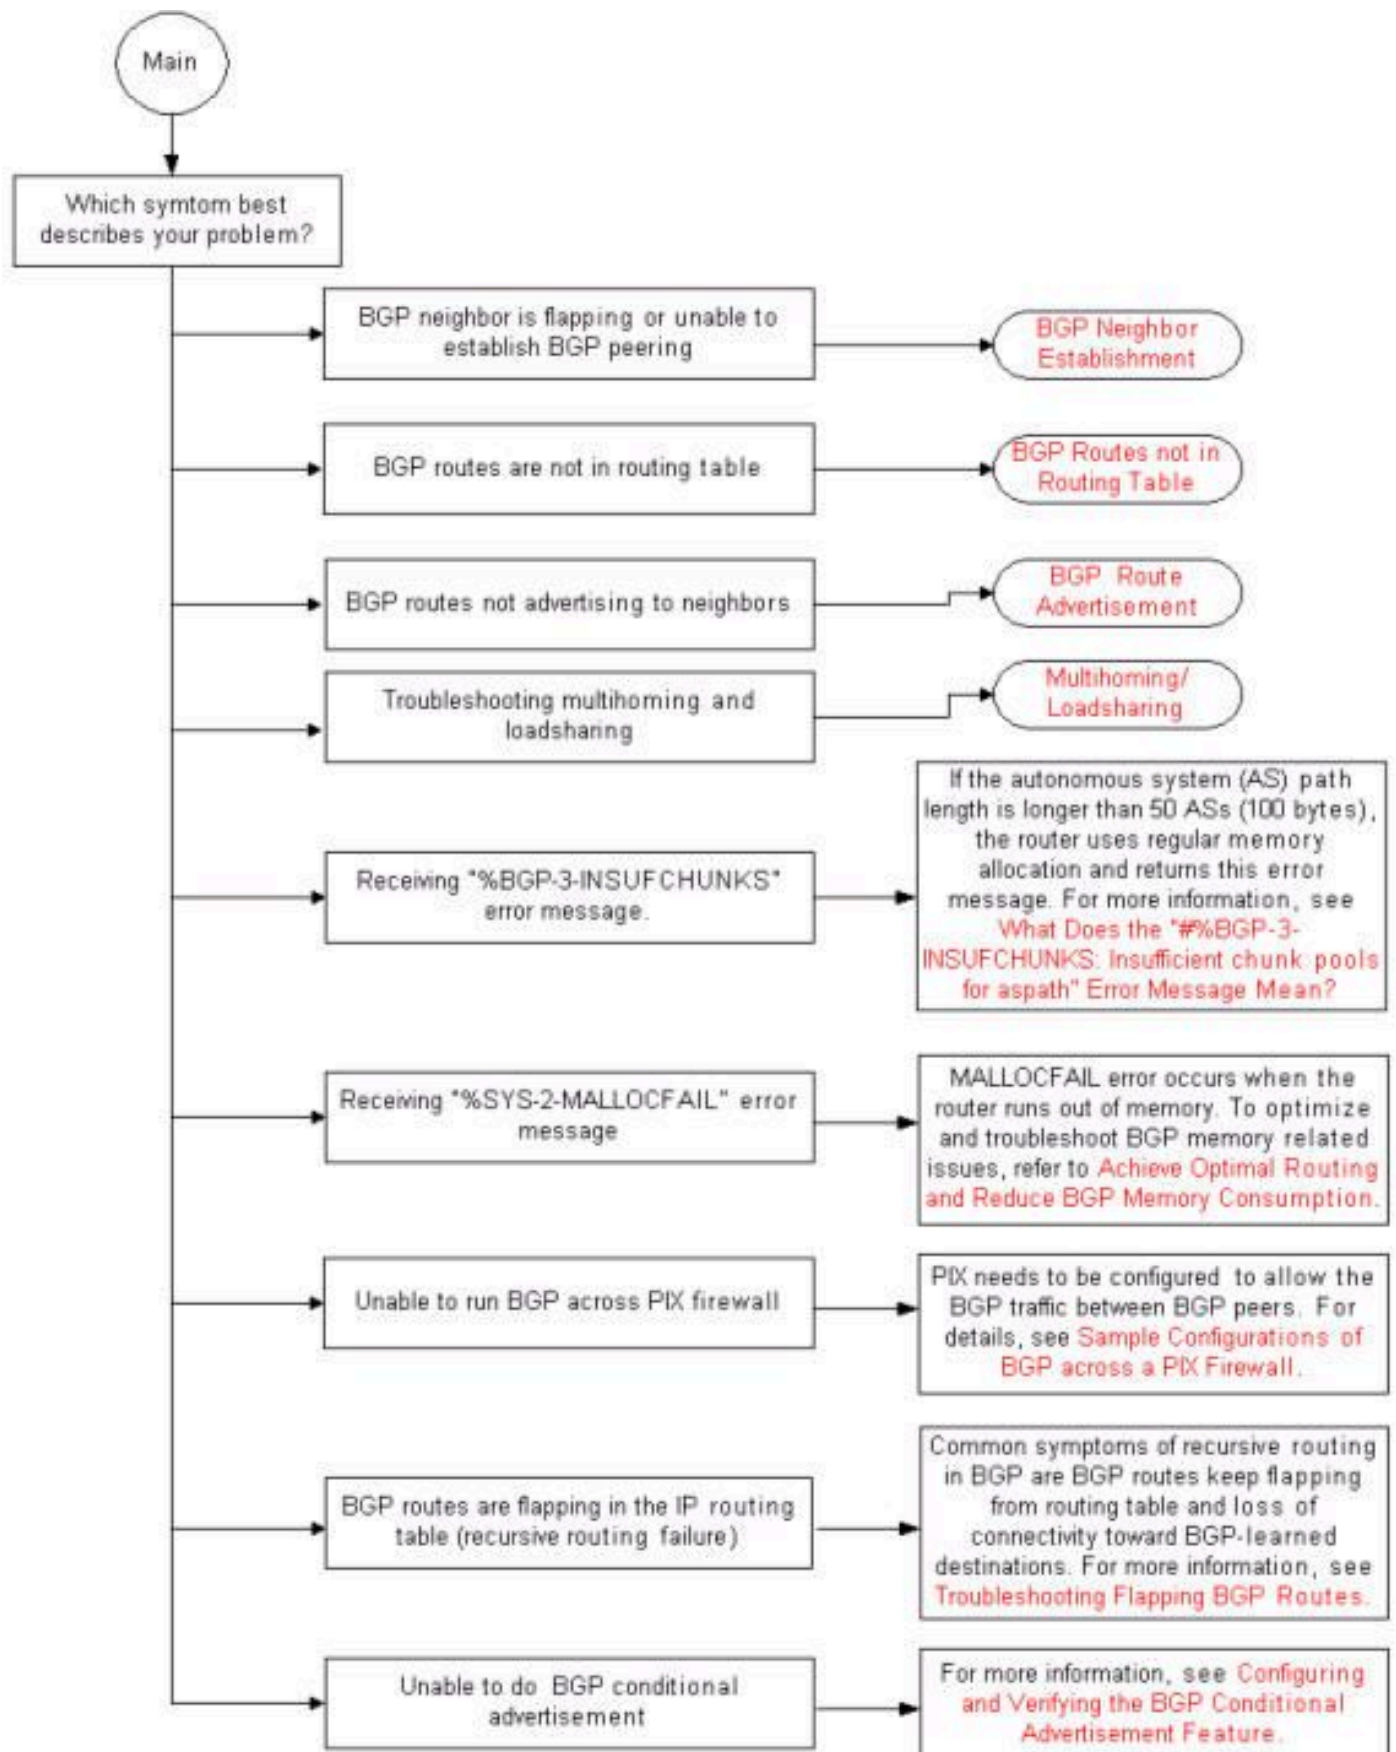 Main
Which symtom best
describes your problem?
BGP neighbor is flapping or unable to
establish BGP peering
BGP Neighbor
Establishment
BGP routes are not in routing table
BGP Routes not in
Routing Table
BGP routes not advertising to neighbors
BGP Route
Advertisement
Troubleshooting multihoming and
loadsharing
Multihoming/
Loadsharing
Receiving "%BGP-3-INSUFCHUNKS"
error message.
If the autonomous system (AS) path
length is longer than 50 ASs (100 bytes),
the router uses regular memory
allocation and returns this error
message. For more information, see
What Does the "#%BGP-3-
INSUFCHUNKS: Insufficient chunk pools
for aspath" Error Message Mean?
Receiving "%SYS-2-MALLOCFAIL" error
message
MALLOCFAIL error occurs when the
router runs out of memory. To optimize
and troubleshoot BGP memory related
issues, refer to Achieve Optimal Routing
and Reduce BGP Memory Consumption.
Unable to run BGP across PIX firewall
PIX needs to be configured to allow the
BGP traffic between BGP peers. For
details, see Sample Configurations of
BGP across a PIX Firewall.
BGP routes are flapping in the IP routing
table (recursive routing failure)
Common symptoms of recursive routing
in BGP are BGP routes keep flapping
from routing table and loss of
connectivity toward BGP-learned
destinations. For more information, see
Troubleshooting Flapping BGP Routes.
Unable to do BGP conditional
advertisement
For more information, see Configuring
and Verifying the BGP Conditional
Advertisement Feature.